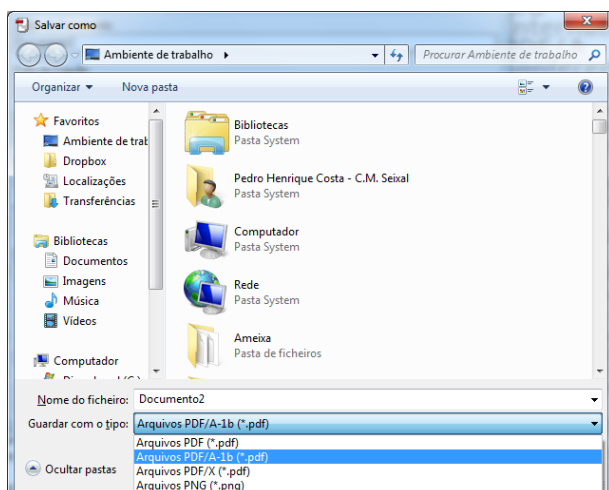 Salvar como
Ambiente de trabalho
Procurar Ambiente de trabalho
Organizar
Nova pasta
Favoritos
Ambiente de trab
Dropbox
Localizações
Transferências
Bibliotecas
Documentos
Imagens
Música
Vídeos
Computador
Bibliotecas
Pasta System
Pedro Henrique Costa - C.M. Seixal
Pasta System
Computador
Pasta System
Rede
Pasta System
Ameixa
Pasta de ficheiros
Nome do ficheiro: Documento2
Guardar com o tipo: Arquivos PDF/A-1b (*.pdf)
Arquivos PDF (*.pdf)
Arquivos PDF/A-1b (*.pdf)
Ocultar pastas
Arquivos PDF/X (*.pdf)
Arquivos PNG (*.png)